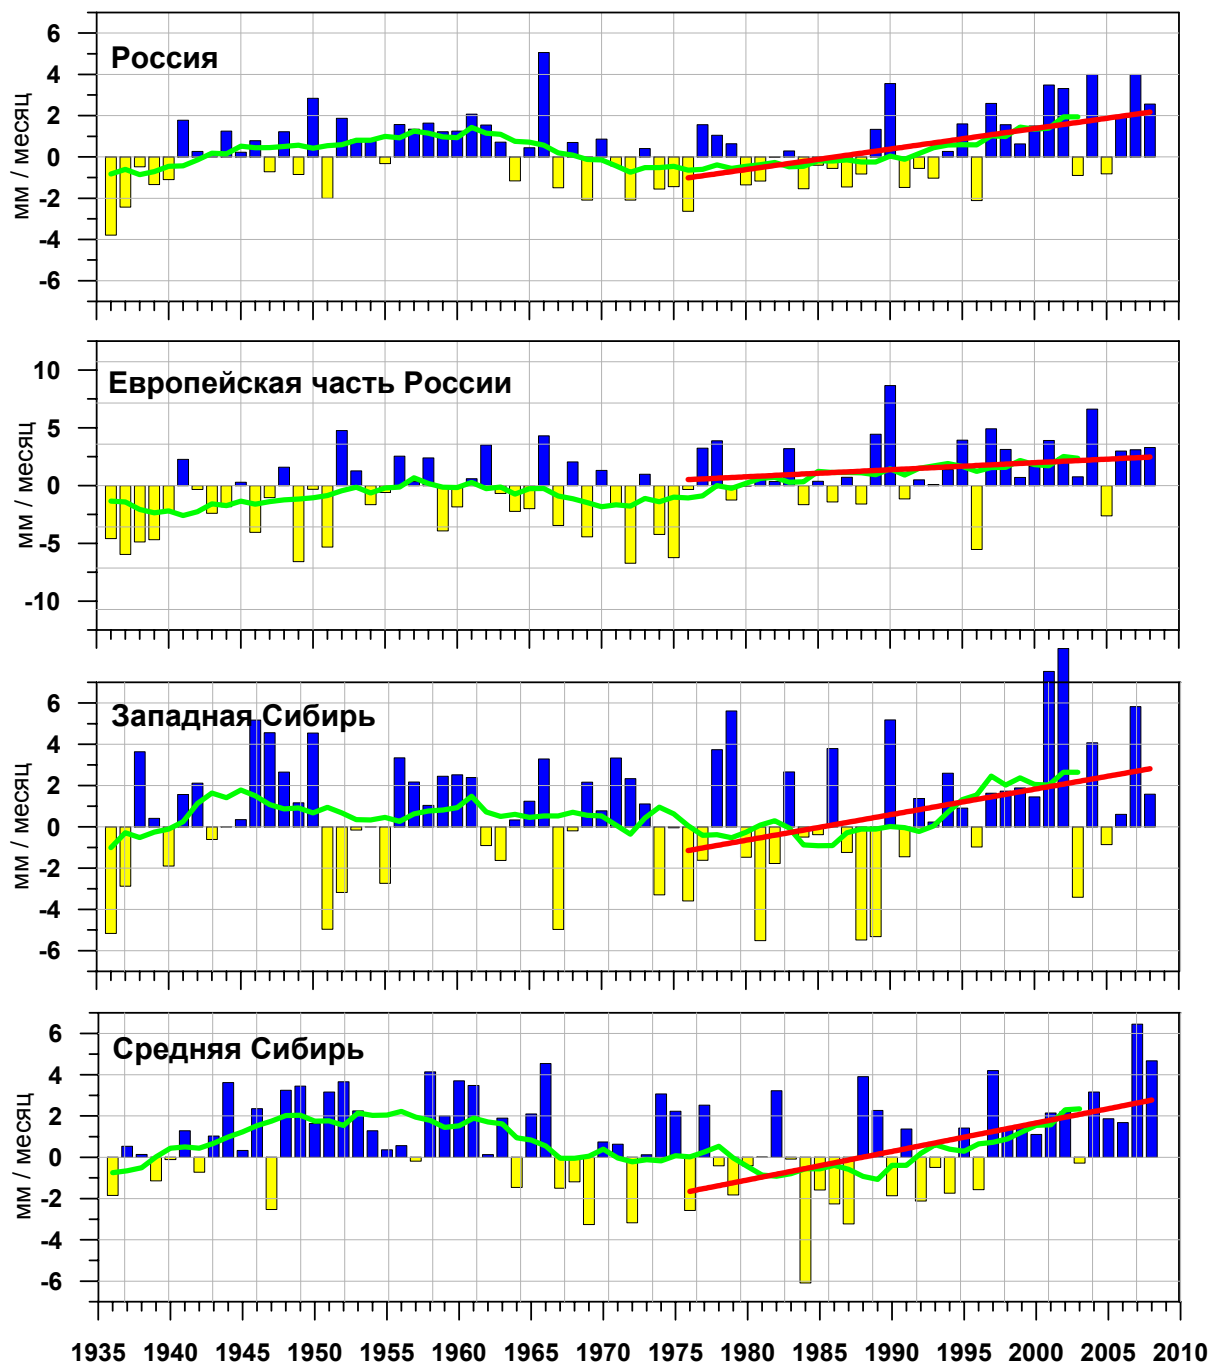 Россия
мм / месяц
6
4
2
0
-2
-4
-6
Европейская часть России
мм / месяц
10
5
0
-5
-10
Западная Сибирь
мм / месяц
6
4
2
0
-2
-4
-6
Средняя Сибирь
мм / месяц
6
4
2
0
-2
-4
-6
1935 1940 1945 1950 1955 1960 1965 1970 1975 1980 1985 1990 1995 2000 2005 2010